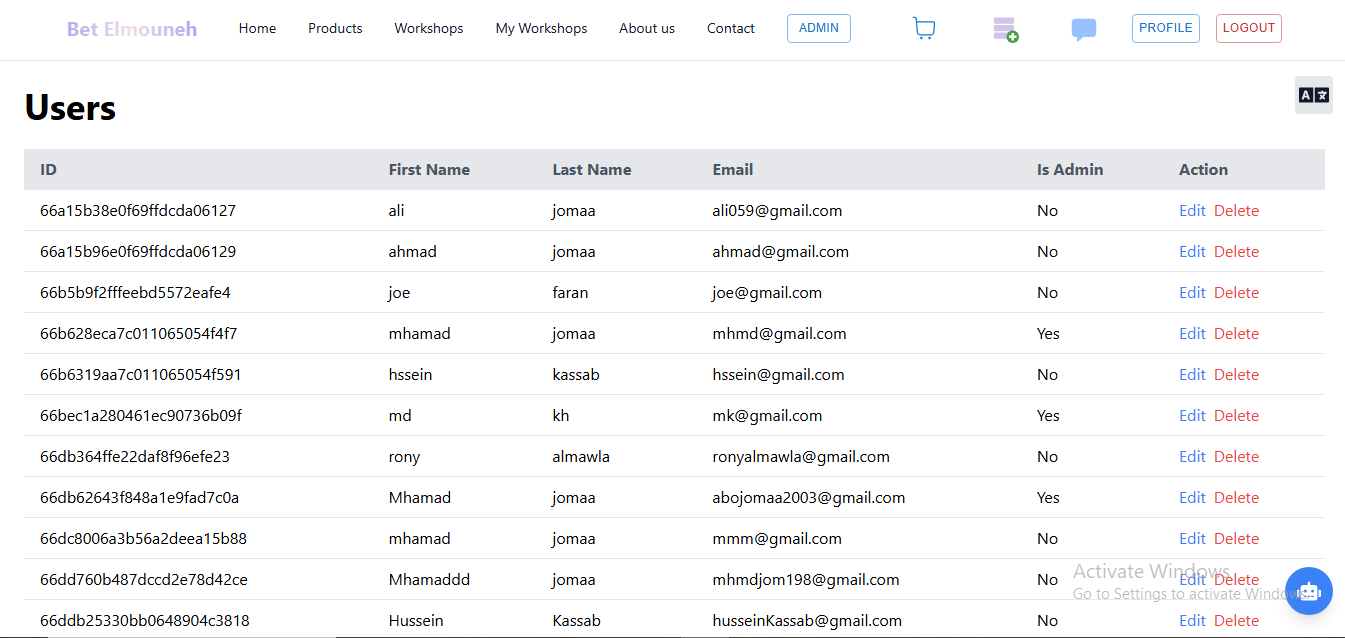 Bet Elmouneh Home Products Workshops My Workshops About us Contact ADMIN PROFILE LOGOUT
Users
A文
ID First Name Last Name Email Is Admin Action
66a15b38e0f69ffdcda06127 ali jomaa ali059@gmail.com No Edit Delete
66a15b96e0f69ffdcda06129 ahmad jomaa ahmad@gmail.com No Edit Delete
66b5b9f2fffeebd5572eafe4 joe faran joe@gmail.com No Edit Delete
66b628eca7c011065054f4f7 mhamad jomaa mhmd@gmail.com Yes Edit Delete
66b6319aa7c011065054f591 hssein kassab hssein@gmail.com No Edit Delete
66bec1a280461ec90736b09f md kh mk@gmail.com Yes Edit Delete
66db364ffe22daf8f96efe23 rony almawla ronyalmawla@gmail.com No Edit Delete
66db62643f848a1e9fad7c0a Mhamad jomaa abojomaa2003@gmail.com Yes Edit Delete
66dc8006a3b56a2deea15b88 mhamad jomaa mmm@gmail.com No Edit Delete
Activate Windows
66dd760b487dccd2e78d42ce Mhamaddd jomaa mhmdjom198@gmail.com No Edit Delete
Go to Settings to activate Windows.
66ddb25330bb0648904c3818 Hussein Kassab husseinKassab@gmail.com No Edit Delete